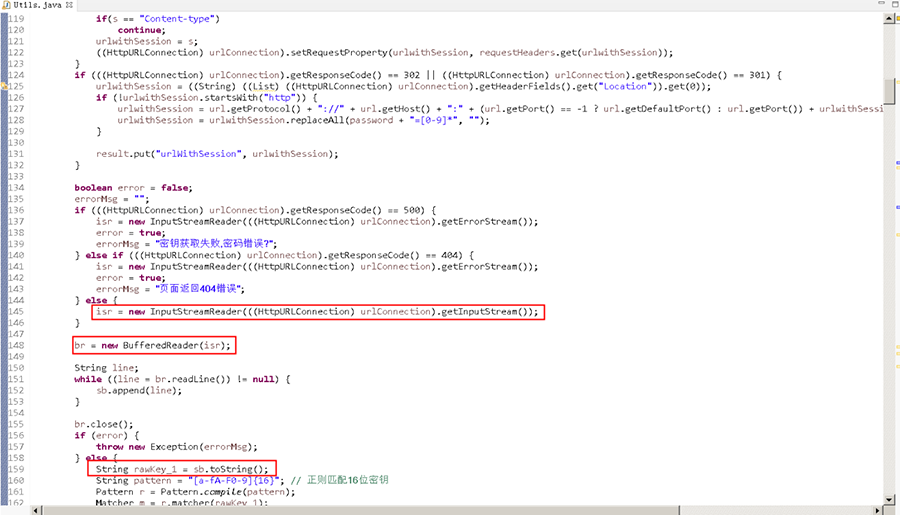 Utils.java
119 if(s == "Content-type")
120 continue;
121 urlwithSession = s;
122 ((HttpURLConnection) urlConnection).setRequestProperty(urlwithSession, requestHeaders.get(urlwithSession));
123 }
124 if (((HttpURLConnection) urlConnection).getResponseCode() == 302 || ((HttpURLConnection) urlConnection).getResponseCode() == 301) {
125 urlwithSession = ((String) ((List) ((HttpURLConnection) urlConnection).getHeaderFields().get("Location")).get(0));
126 if (!urlwithSession.startsWith("http")) {
127 urlwithSession = url.getProtocol() + "://" + url.getHost() + ":" + (url.getPort() == -1 ? url.getDefaultPort() : url.getPort()) + urlwithSessi
128 urlwithSession = urlwithSession.replaceAll(password + "=[0-9]*", "");
129 }
130
131 result.put("urlWithSession", urlwithSession);
132 }
133
134 boolean error = false;
135 errorMsg = "";
136 if (((HttpURLConnection) urlConnection).getResponseCode() == 500) {
137 isr = new InputStreamReader(((HttpURLConnection) urlConnection).getErrorStream());
138 error = true;
139 errorMsg = "密钥获取失败,密码错误?";
140 } else if (((HttpURLConnection) urlConnection).getResponseCode() == 404) {
141 isr = new InputStreamReader(((HttpURLConnection) urlConnection).getErrorStream());
142 error = true;
143 errorMsg = "页面返回404错误";
144 } else {
145 isr = new InputStreamReader(((HttpURLConnection) urlConnection).getInputStream());
146 }
147
148 br = new BufferedReader(isr);
149
150 String line;
151 while ((line = br.readLine()) != null) {
152 sb.append(line);
153 }
154
155 br.close();
156 if (error) {
157 throw new Exception(errorMsg);
158 } else {
159 String rawKey_1 = sb.toString();
160 String pattern = "[a-fA-F0-9]{16}"; // 正则匹配16位密钥
161 Pattern r = Pattern.compile(pattern);
162 Matcher m = r.matcher(rawKey_1);